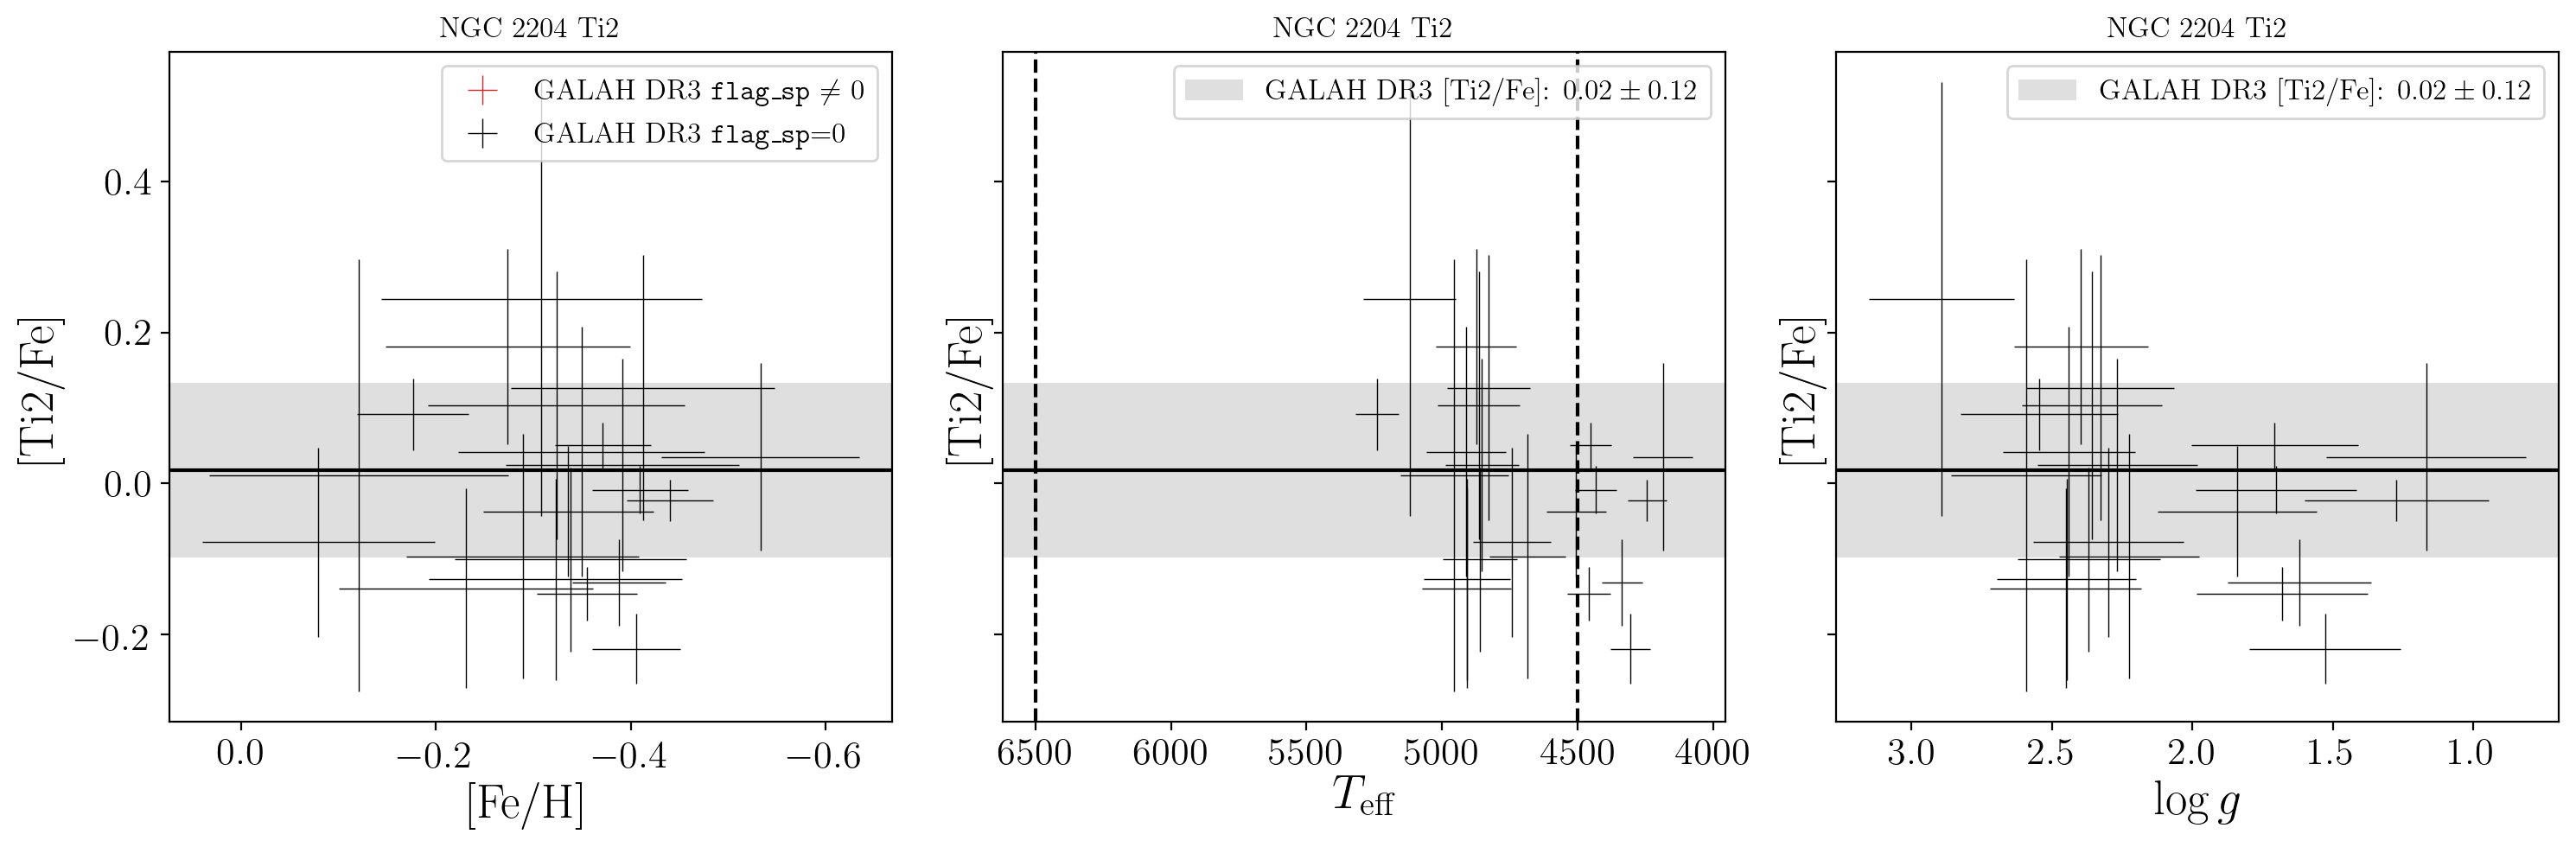 NGC 2204 Ti2
GALAH DR3 flag_sp ≠ 0
GALAH DR3 flag_sp=0
[Ti2/Fe]
0.4
0.2
0.0
−0.2
0.0 −0.2 −0.4 −0.6
[Fe/H]
NGC 2204 Ti2
GALAH DR3 [Ti2/Fe]: 0.02 ± 0.12
[Ti2/Fe]
6500 6000 5500 5000 4500 4000
T_eff
NGC 2204 Ti2
GALAH DR3 [Ti2/Fe]: 0.02 ± 0.12
[Ti2/Fe]
3.0 2.5 2.0 1.5 1.0
log g